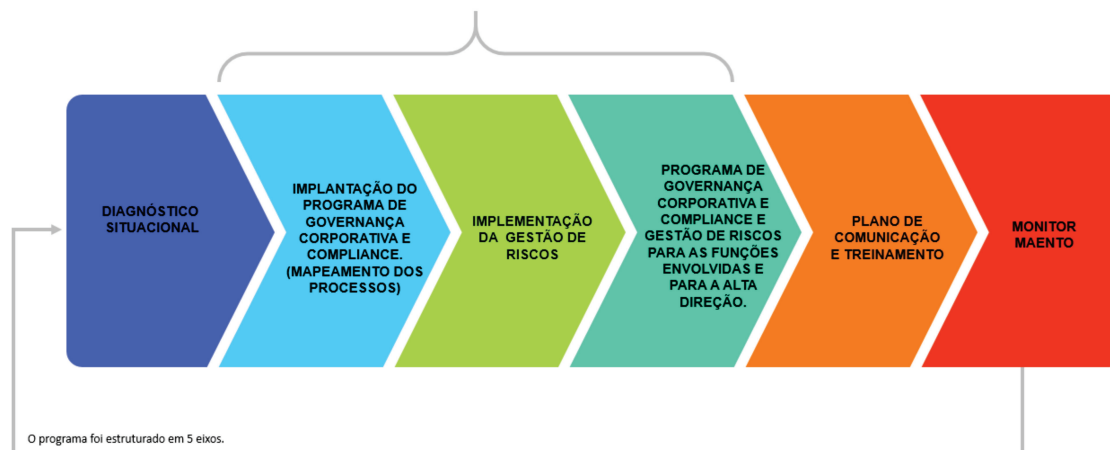 DIAGNÓSTICO
SITUACIONAL
IMPLANTAÇÃO DO
PROGRAMA DE
GOVERNANÇA
CORPORATIVA E
COMPLIANCE.
(MAPEAMENTO DOS
PROCESSOS)
IMPLEMENTAÇÃO
DA GESTÃO DE
RISCOS
PROGRAMA DE
GOVERNANÇA
CORPORATIVA E
COMPLIANCE E
GESTÃO DE RISCOS
PARA AS FUNÇÕES
ENVOLVIDAS E
PARA A ALTA
DIREÇÃO.
PLANO DE
COMUNICAÇÃO
E TREINAMENTO
MONITOR
MAENTO
O programa foi estruturado em 5 eixos.